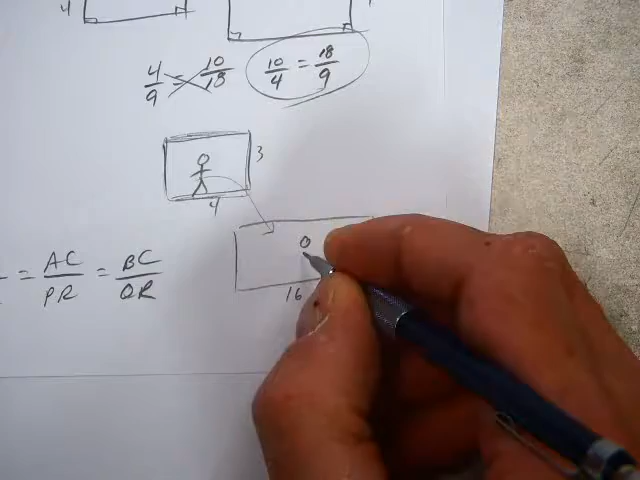 4
4/9 = 10/18 10/4 = 18/9
3
4
= AC/PR = BC/QR
16